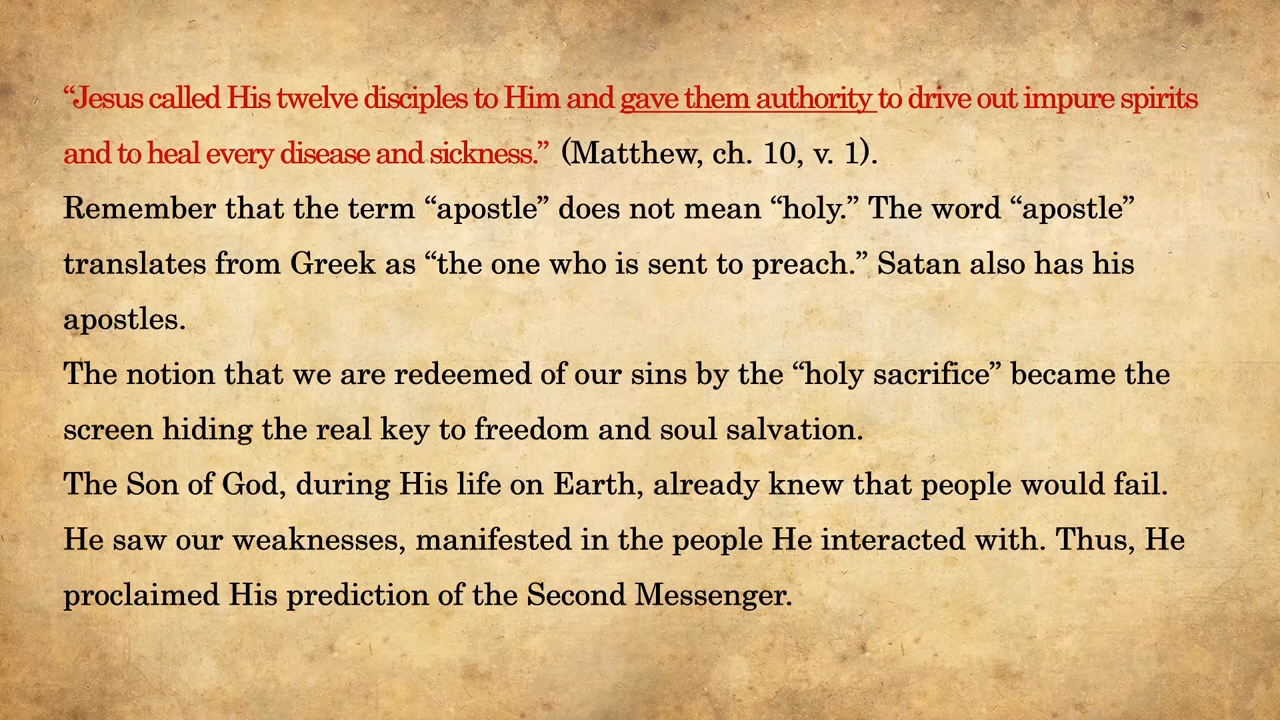 “Jesus called His twelve disciples to Him and gave them authority to drive out impure spirits
and to heal every disease and sickness.” (Matthew, ch. 10, v. 1).
Remember that the term “apostle” does not mean “holy.” The word “apostle”
translates from Greek as “the one who is sent to preach.” Satan also has his
apostles.
The notion that we are redeemed of our sins by the “holy sacrifice” became the
screen hiding the real key to freedom and soul salvation.
The Son of God, during His life on Earth, already knew that people would fail.
He saw our weaknesses, manifested in the people He interacted with. Thus, He
proclaimed His prediction of the Second Messenger.